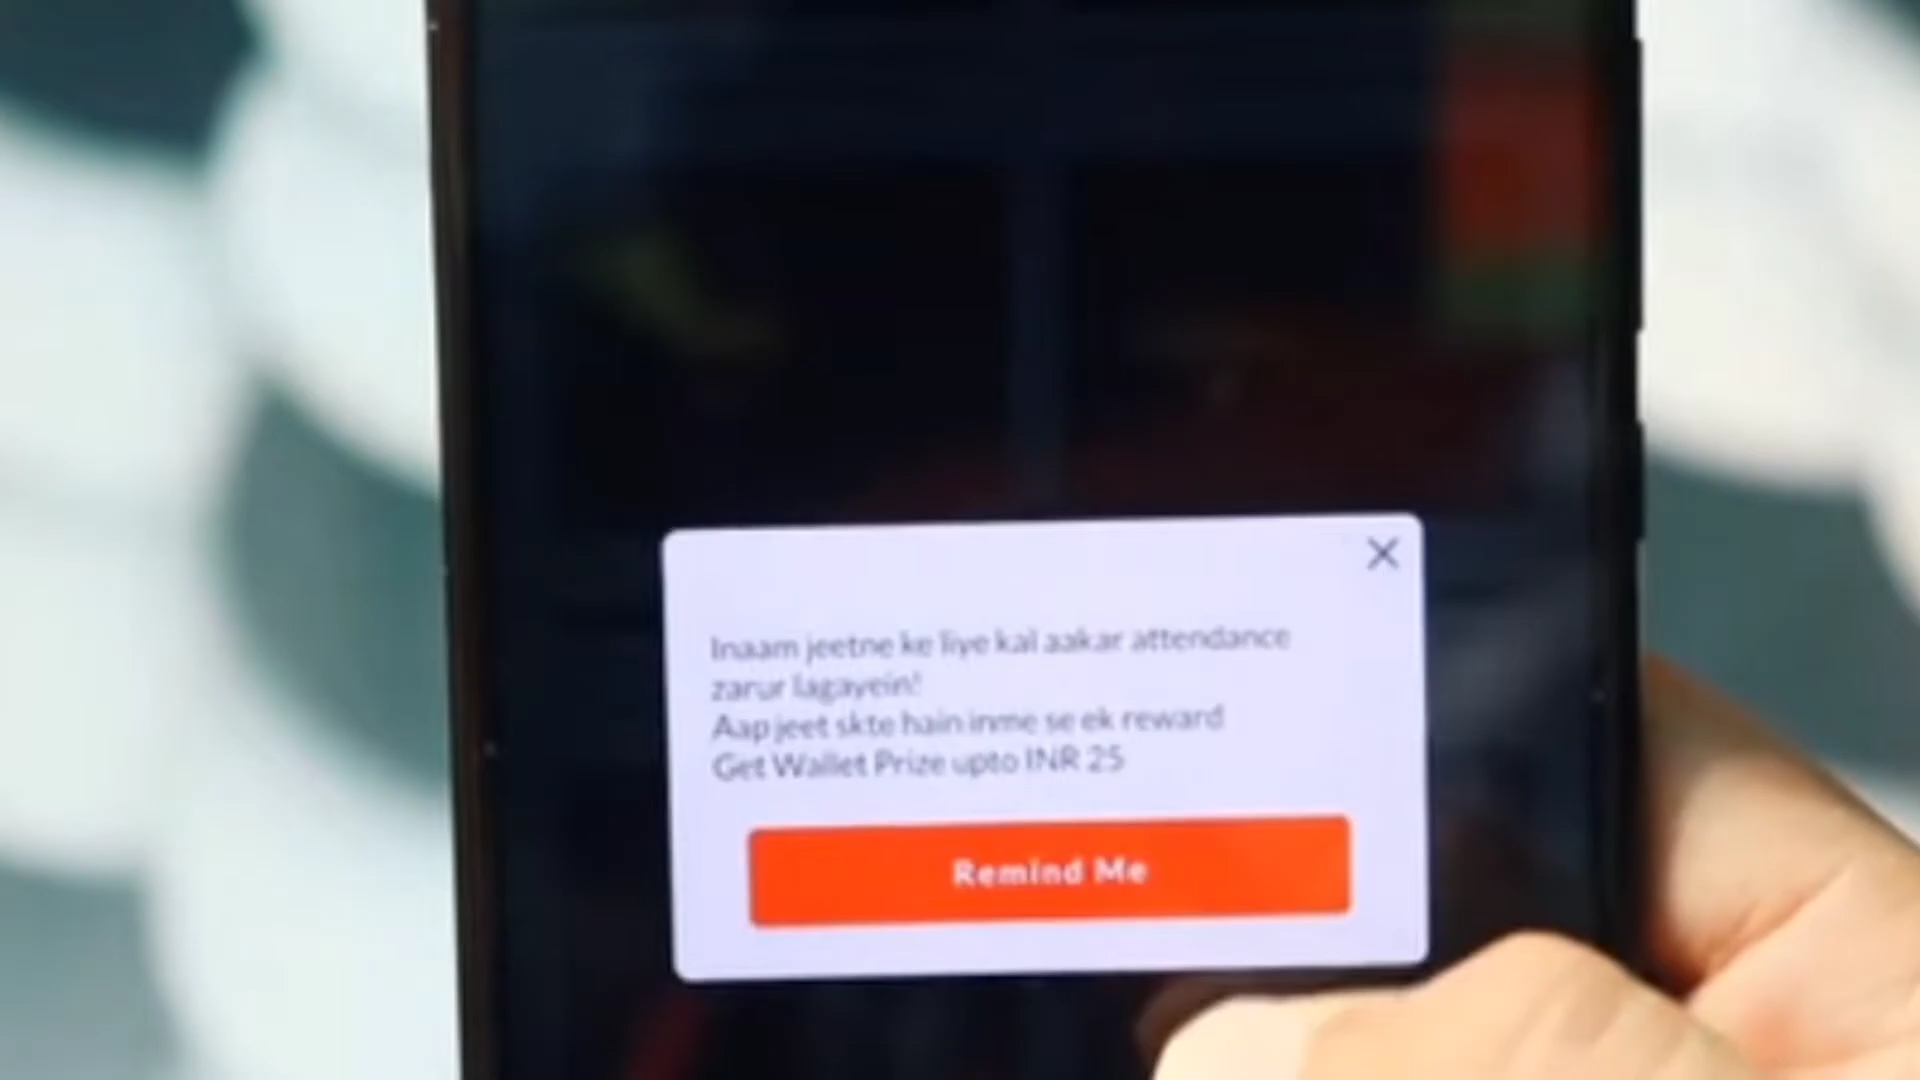 Inaam jeetne ke liye kal aakar attendance
zarur lagayein!
Aap jeet skte hain inme se ek reward
Get Wallet Prize upto INR 25
Remind Me